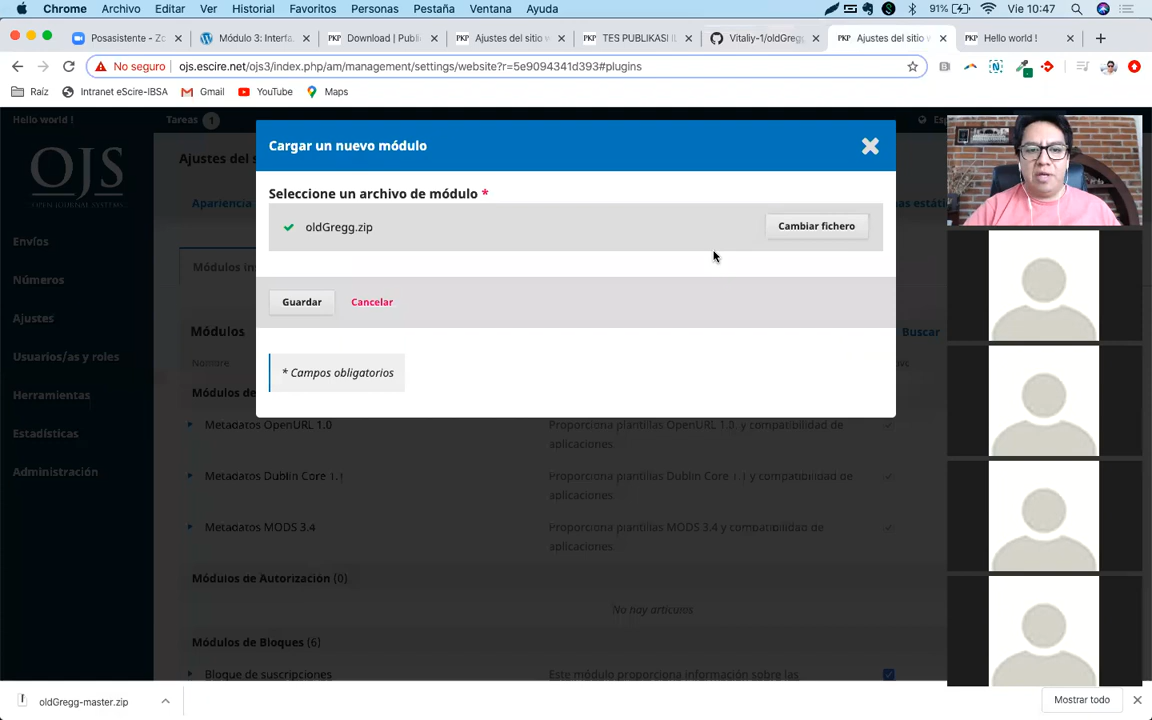 Chrome Archivo Editar Ver Historial Favoritos Personas Pestaña Ventana Ayuda 91% Vie 10:47
Posasistente - Zo Módulo 3: Interfa. Download | Publi Ajustes del sitio w TES PUBLIKASI IL Vitaliy-1/oldGregg Ajustes del sitio w Hello world !
No seguro ojs.escire.org/ojs3/index.php/am/management/settings/website?r=5e9094341d393#plugins
Raíz Intranet eScire-IBSA Gmail YouTube Maps
Hello world ! Tareas 1
Cargar un nuevo módulo
OJS
OPEN JOURNAL SYSTEMS
Ajustes del s
Seleccione un archivo de módulo *
Apariencia
oldGregg.zip Cambiar fichero
Envíos
Módulos in
Números
Guardar Cancelar
Ajustes
Módulos Buscar
Usuarios/as y roles
Nombre
* Campos obligatorios
Módulos de
Herramientas
Metadatos OpenURL 1.0 Proporciona plantillas OpenURL 1.0. y compatibilidad de
aplicaciones.
Estadísticas
Administración
Metadatos Dublin Core 1.1 Proporciona plantillas Dublin Core 1.1 y compatibilidad de
aplicaciones.
Metadatos MODS 3.4 Proporciona plantillas MODS 3.4 y compatibilidad de
aplicaciones.
Módulos de Autorización (0)
No hay artículos
Módulos de Bloques (6)
Bloque de suscripciones Este módulo proporciona información sobre las
oldGregg-master.zip Mostrar todo